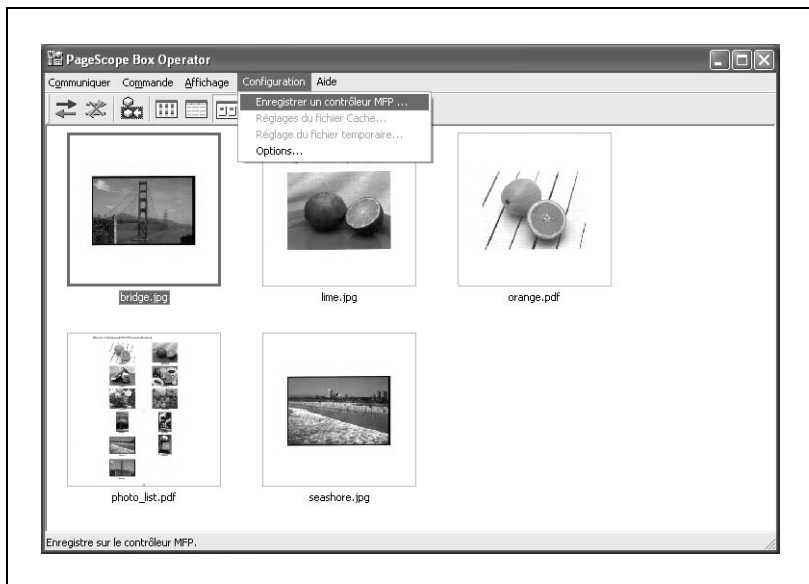 PageScope Box Operator
Communiquer Commande Affichage Configuration Aide
Enregistrer un contrôleur MFP ...
Réglages du fichier Cache...
Réglage du fichier temporaire...
Options...
bridge.jpg
lime.jpg
orange.pdf
photo_list.pdf
seashore.jpg
Enregistre sur le contrôleur MFP.